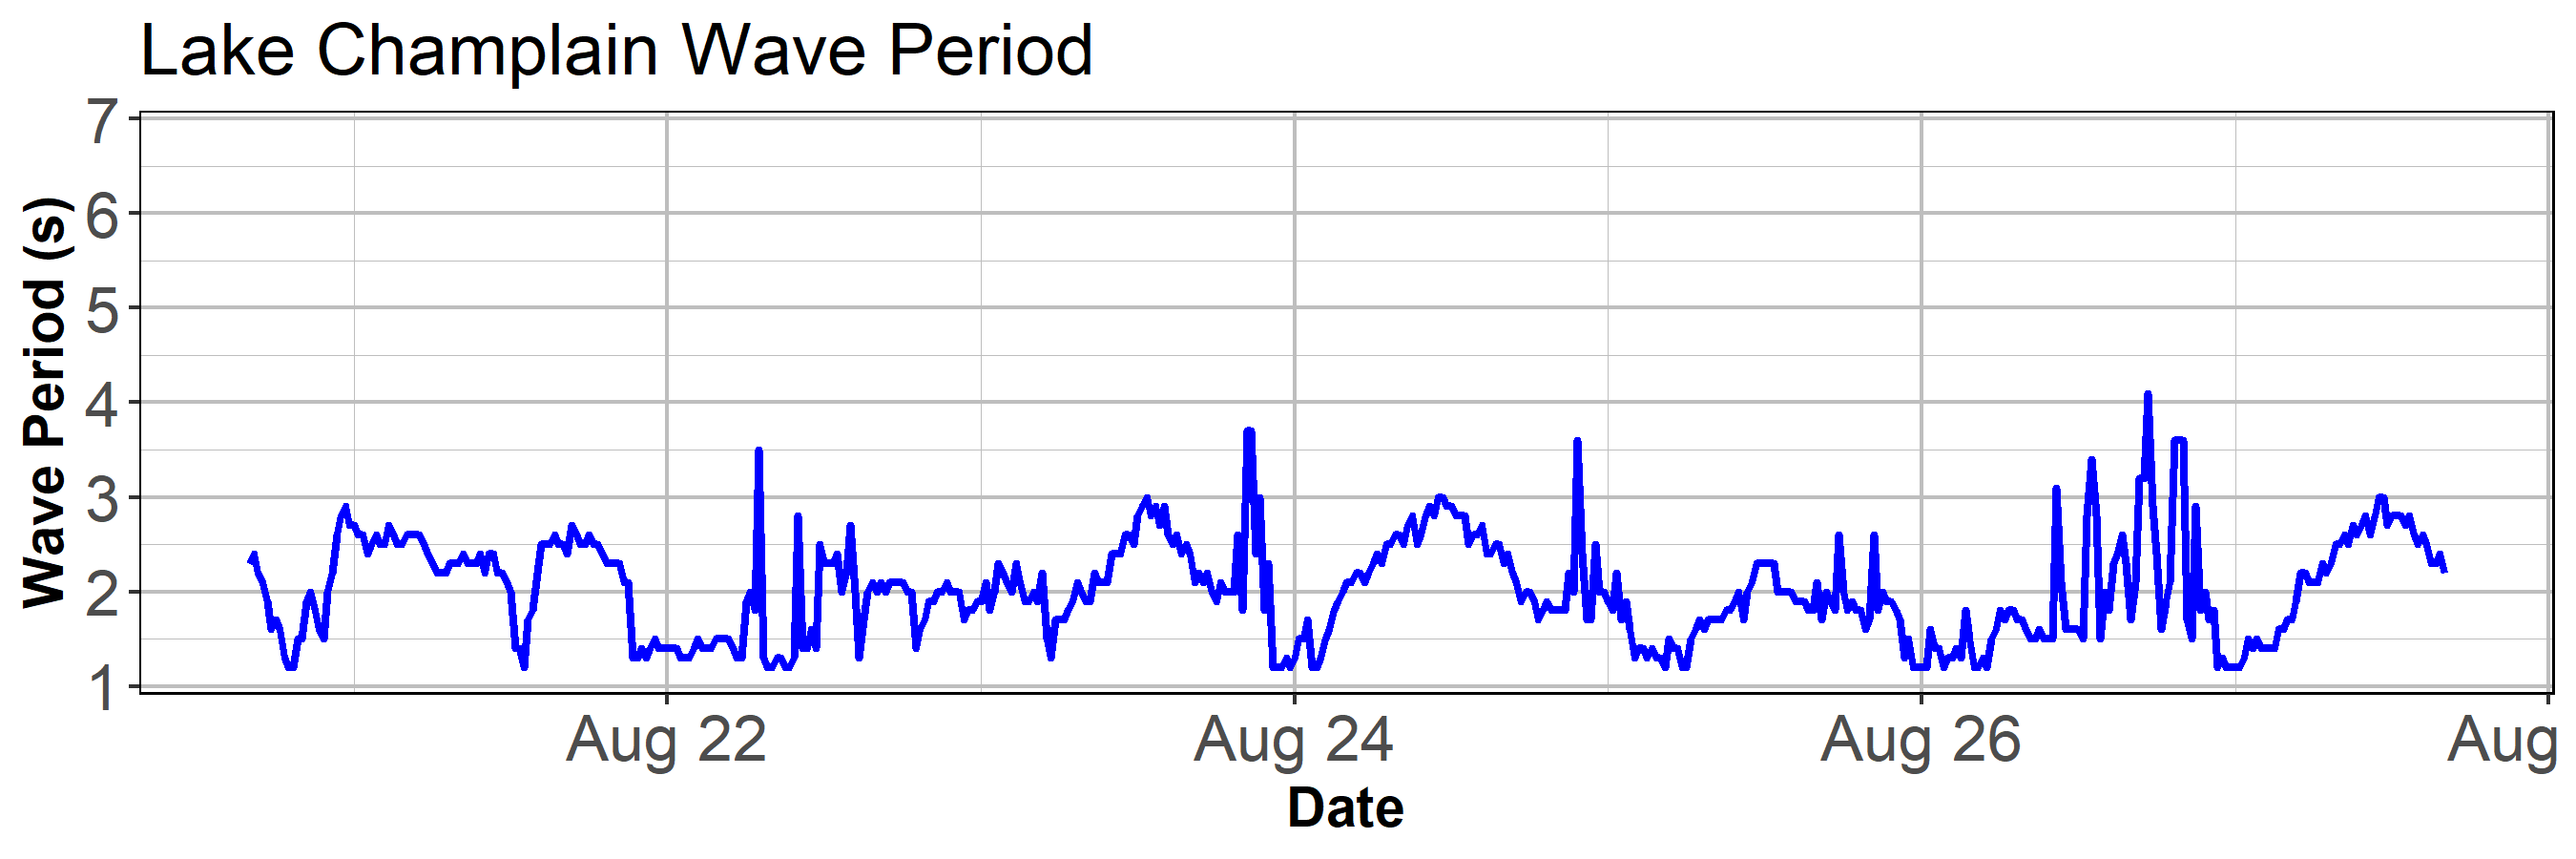 Lake Champlain Wave Period
Wave Period (s)
7
6
5
4
3
2
1
Aug 22
Aug 24
Aug 26
Aug
Date